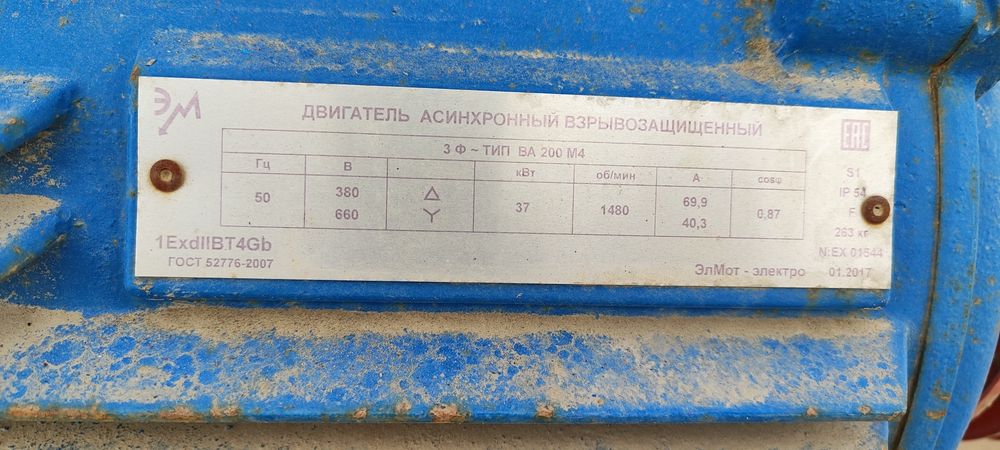 ЭМ
ДВИГАТЕЛЬ АСИНХРОННЫЙ ВЗРЫВОЗАЩИЩЕННЫЙ
EAC
3 Ф ~ ТИП ВА 200 М4
Гц В кВт об/мин А cosφ
50 380 Δ 37 1480 69,9 0,87
660 Y 40,3
S1
IP 54
F
263 кг
1ExdIIBT4Gb
N:EX 01544
ГОСТ 52776-2007
ЭлМот - электро 01.2017